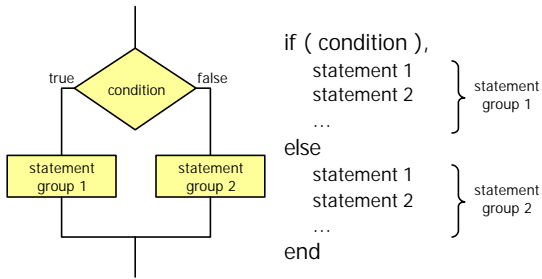 true
false
condition
statement
group 1
statement
group 2
if ( condition ),
statement 1
statement 2
...
statement
group 1
else
statement 1
statement 2
...
statement
group 2
end